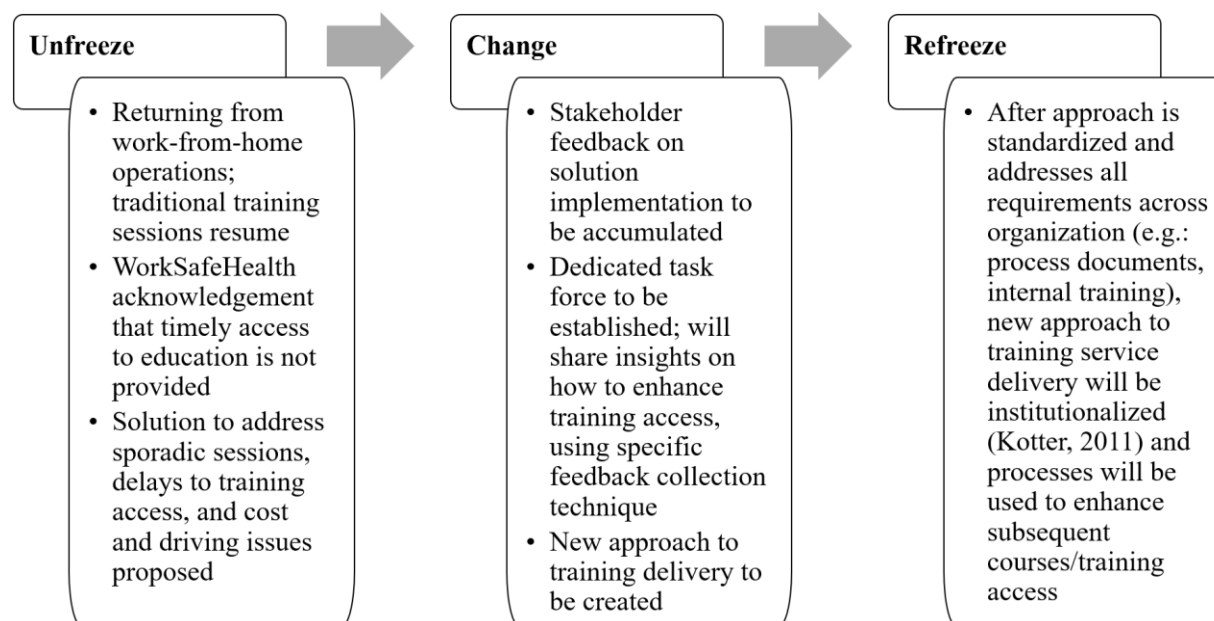 Unfreeze
• Returning from
work-from-home
operations;
traditional training
sessions resume
• WorkSafeHealth
acknowledgement
that timely access
to education is not
provided
• Solution to address
sporadic sessions,
delays to training
access, and cost
and driving issues
proposed
Change
• Stakeholder
feedback on
solution
implementation to
be accumulated
• Dedicated task
force to be
established; will
share insights on
how to enhance
training access,
using specific
feedback collection
technique
• New approach to
training delivery to
be created
Refreeze
• After approach is
standardized and
addresses all
requirements across
organization (e.g.:
process documents,
internal training),
new approach to
training service
delivery will be
institutionalized
(Kotter, 2011) and
processes will be
used to enhance
subsequent
courses/training
access